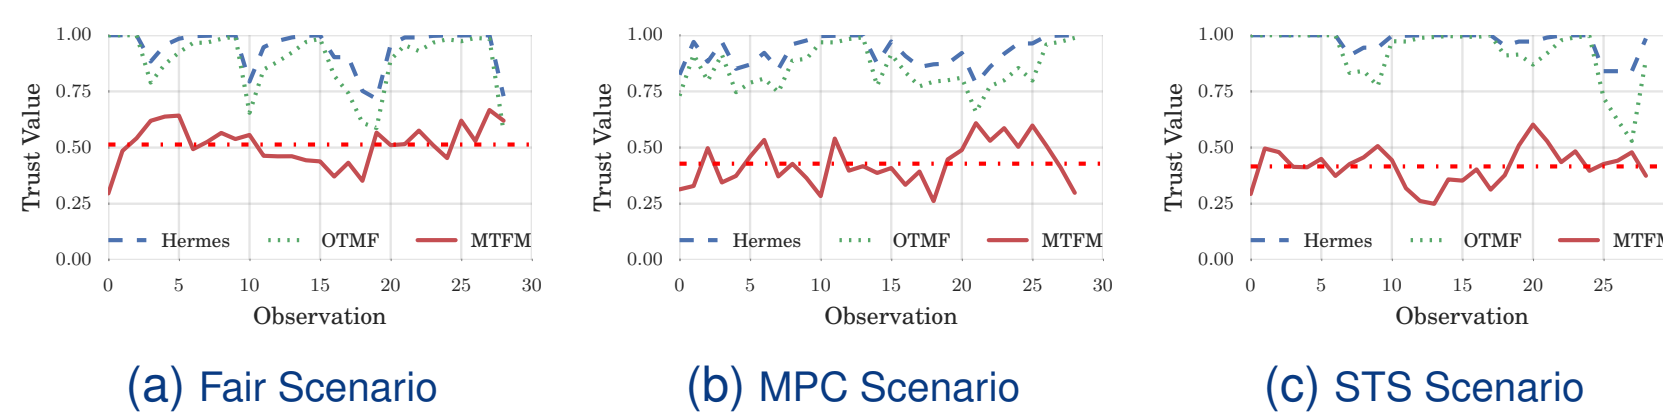 1.00
0.75
0.50
0.25
0.00
Trust Value
Hermes OTMF MTFM
0 5 10 15 20 25 30
Observation
(a) Fair Scenario
1.00
0.75
0.50
0.25
0.00
Trust Value
Hermes OTMF MTFM
0 5 10 15 20 25 30
Observation
(b) MPC Scenario
1.00
0.75
0.50
0.25
0.00
Trust Value
Hermes OTMF MTFM
0 5 10 15 20 25
Observation
(c) STS Scenario